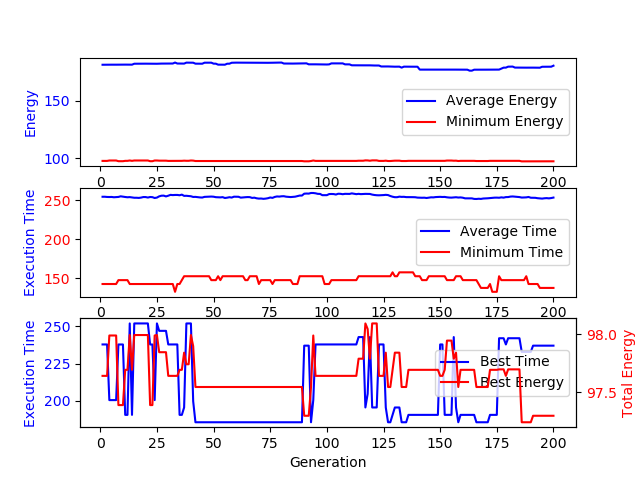 Energy
150
100
Average Energy
Minimum Energy
0 25 50 75 100 125 150 175 200
Execution Time
250
200
150
Average Time
Minimum Time
0 25 50 75 100 125 150 175 200
Execution Time
250
225
200
Best Time
Best Energy
98.0
97.5
Total Energy
0 25 50 75 100 125 150 175 200
Generation